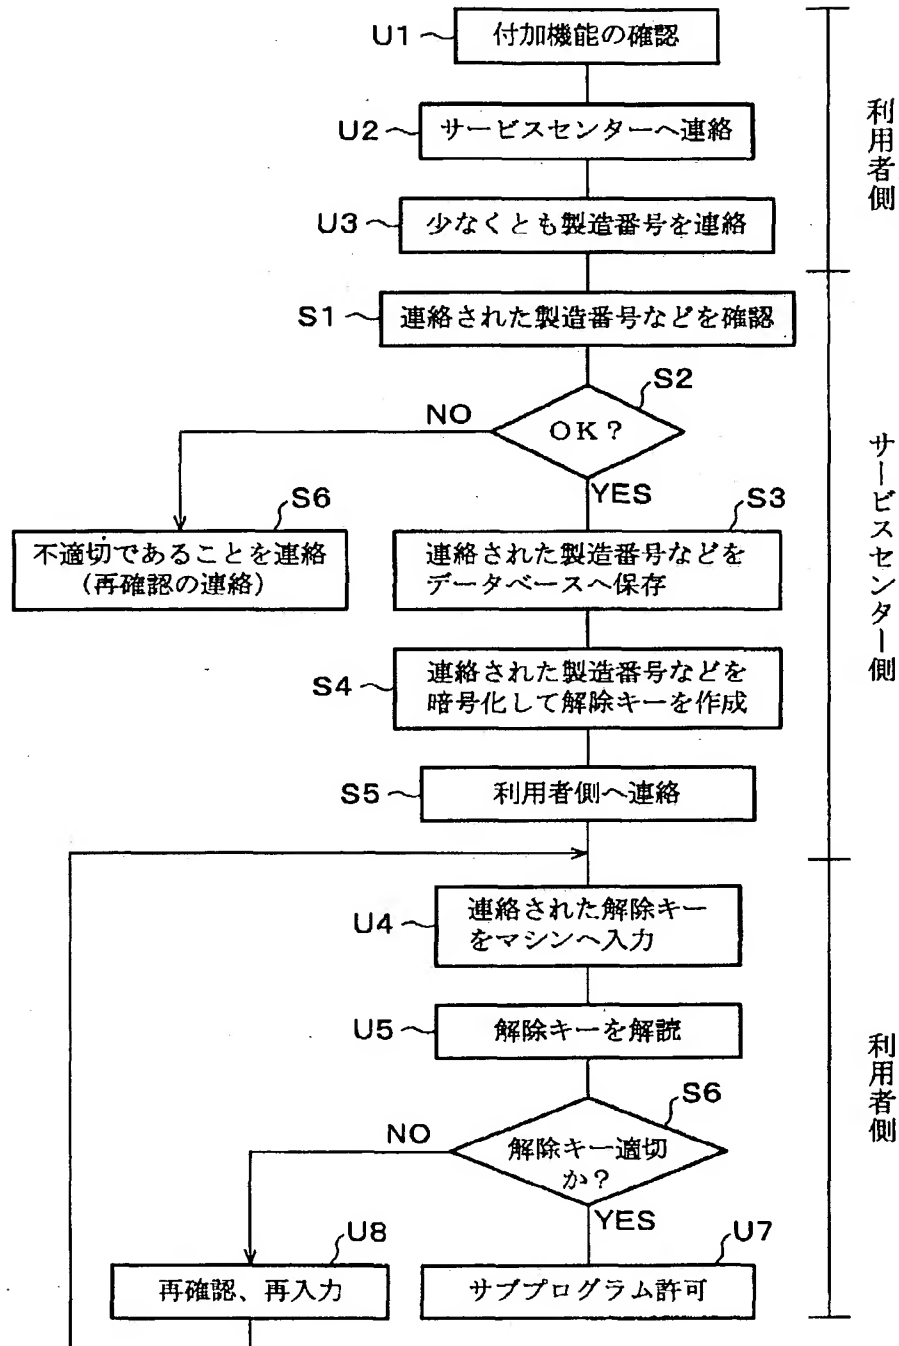 U1
付加機能の確認
U2
サービスセンターへ連絡
U3
少なくとも製造番号を連絡
利用者側
S1
連絡された製造番号などを確認
S2
OK?
NO
YES
S6
不適切であることを連絡
(再確認の連絡)
S3
連絡された製造番号などを
データベースへ保存
S4
連絡された製造番号などを
暗号化して解除キーを作成
S5
利用者側へ連絡
サービスセンター側
U4
連絡された解除キー
をマシンへ入力
U5
解除キーを解読
S6
解除キー適切
か?
NO
YES
U8
再確認、再入力
U7
サブプログラム許可
利用者側